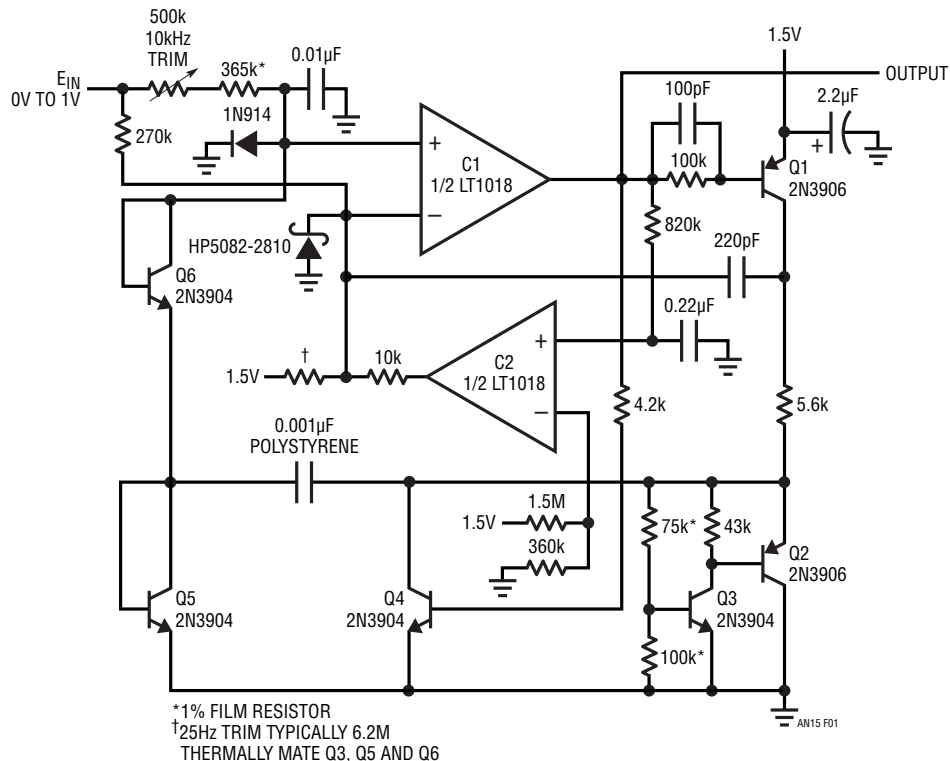 500k
10kHz
TRIM
365k*
0.01µF
1.5V
OUTPUT
E_IN
0V TO 1V
1N914
100pF
2.2µF
+
270k
+
C1
1/2 LT1018
–
100k
Q1
2N3906
HP5082-2810
820k
220pF
Q6
2N3904
0.22µF
†
1.5V
10k
C2
1/2 LT1018
+
–
4.2k
5.6k
0.001µF
POLYSTYRENE
1.5M
1.5V
360k
75k*
43k
Q2
2N3906
Q5
2N3904
Q4
2N3904
Q3
2N3904
100k*
*1% FILM RESISTOR
†25Hz TRIM TYPICALLY 6.2M
THERMALLY MATE Q3, Q5 AND Q6
AN15 F01